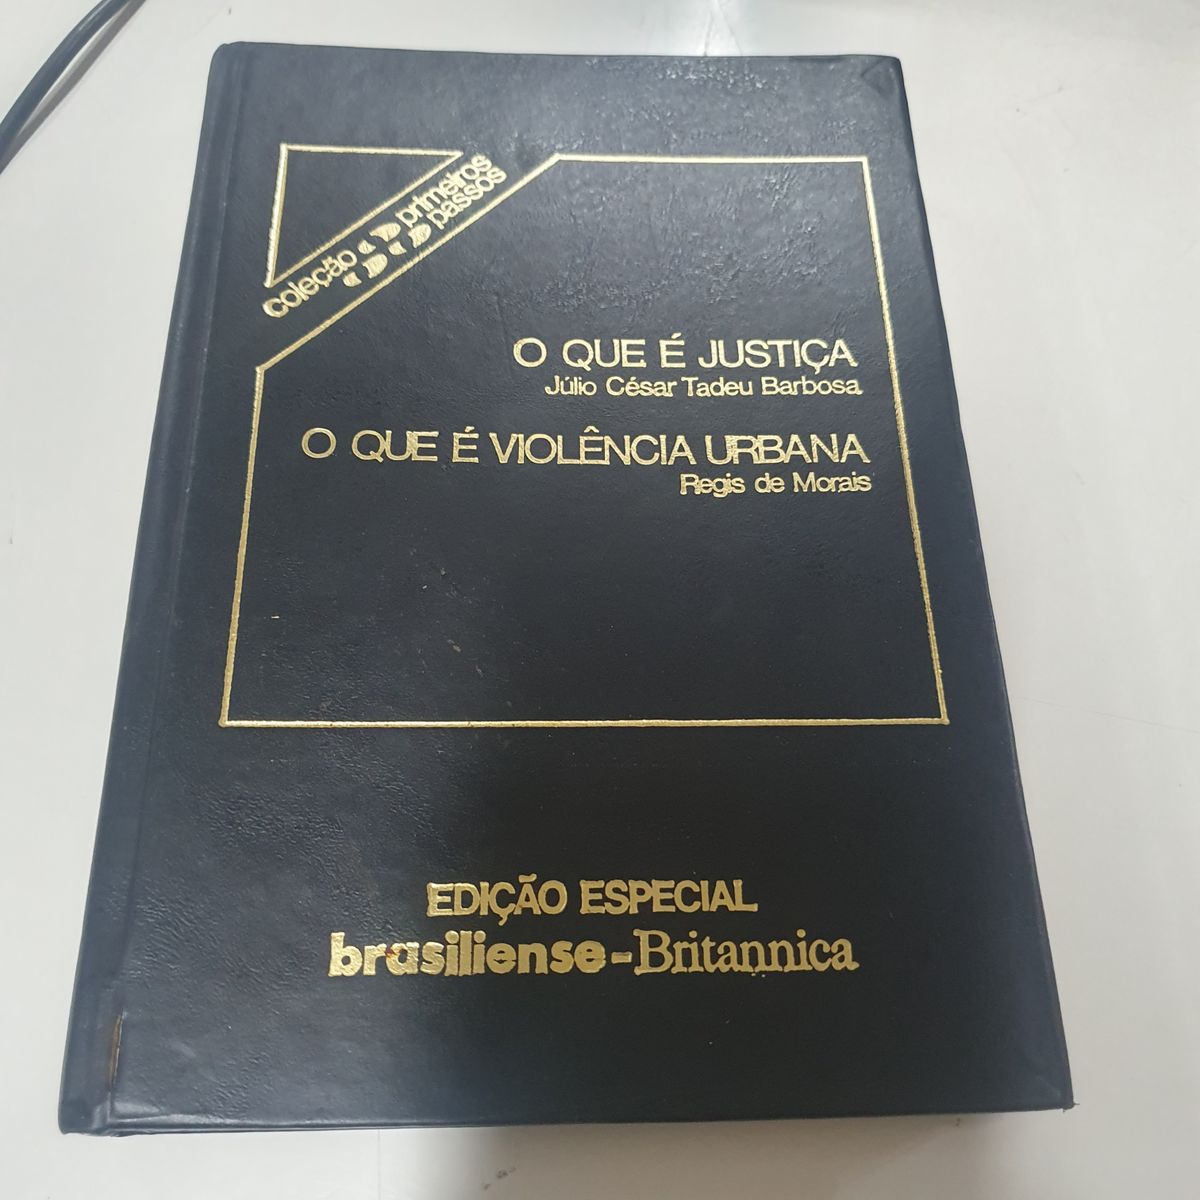 coleção primeiros
passos
O QUE É JUSTIÇA
Júlio César Tadeu Barbosa
O QUE É VIOLÊNCIA URBANA
Regis de Morais
EDIÇÃO ESPECIAL
brasiliense-Britannica